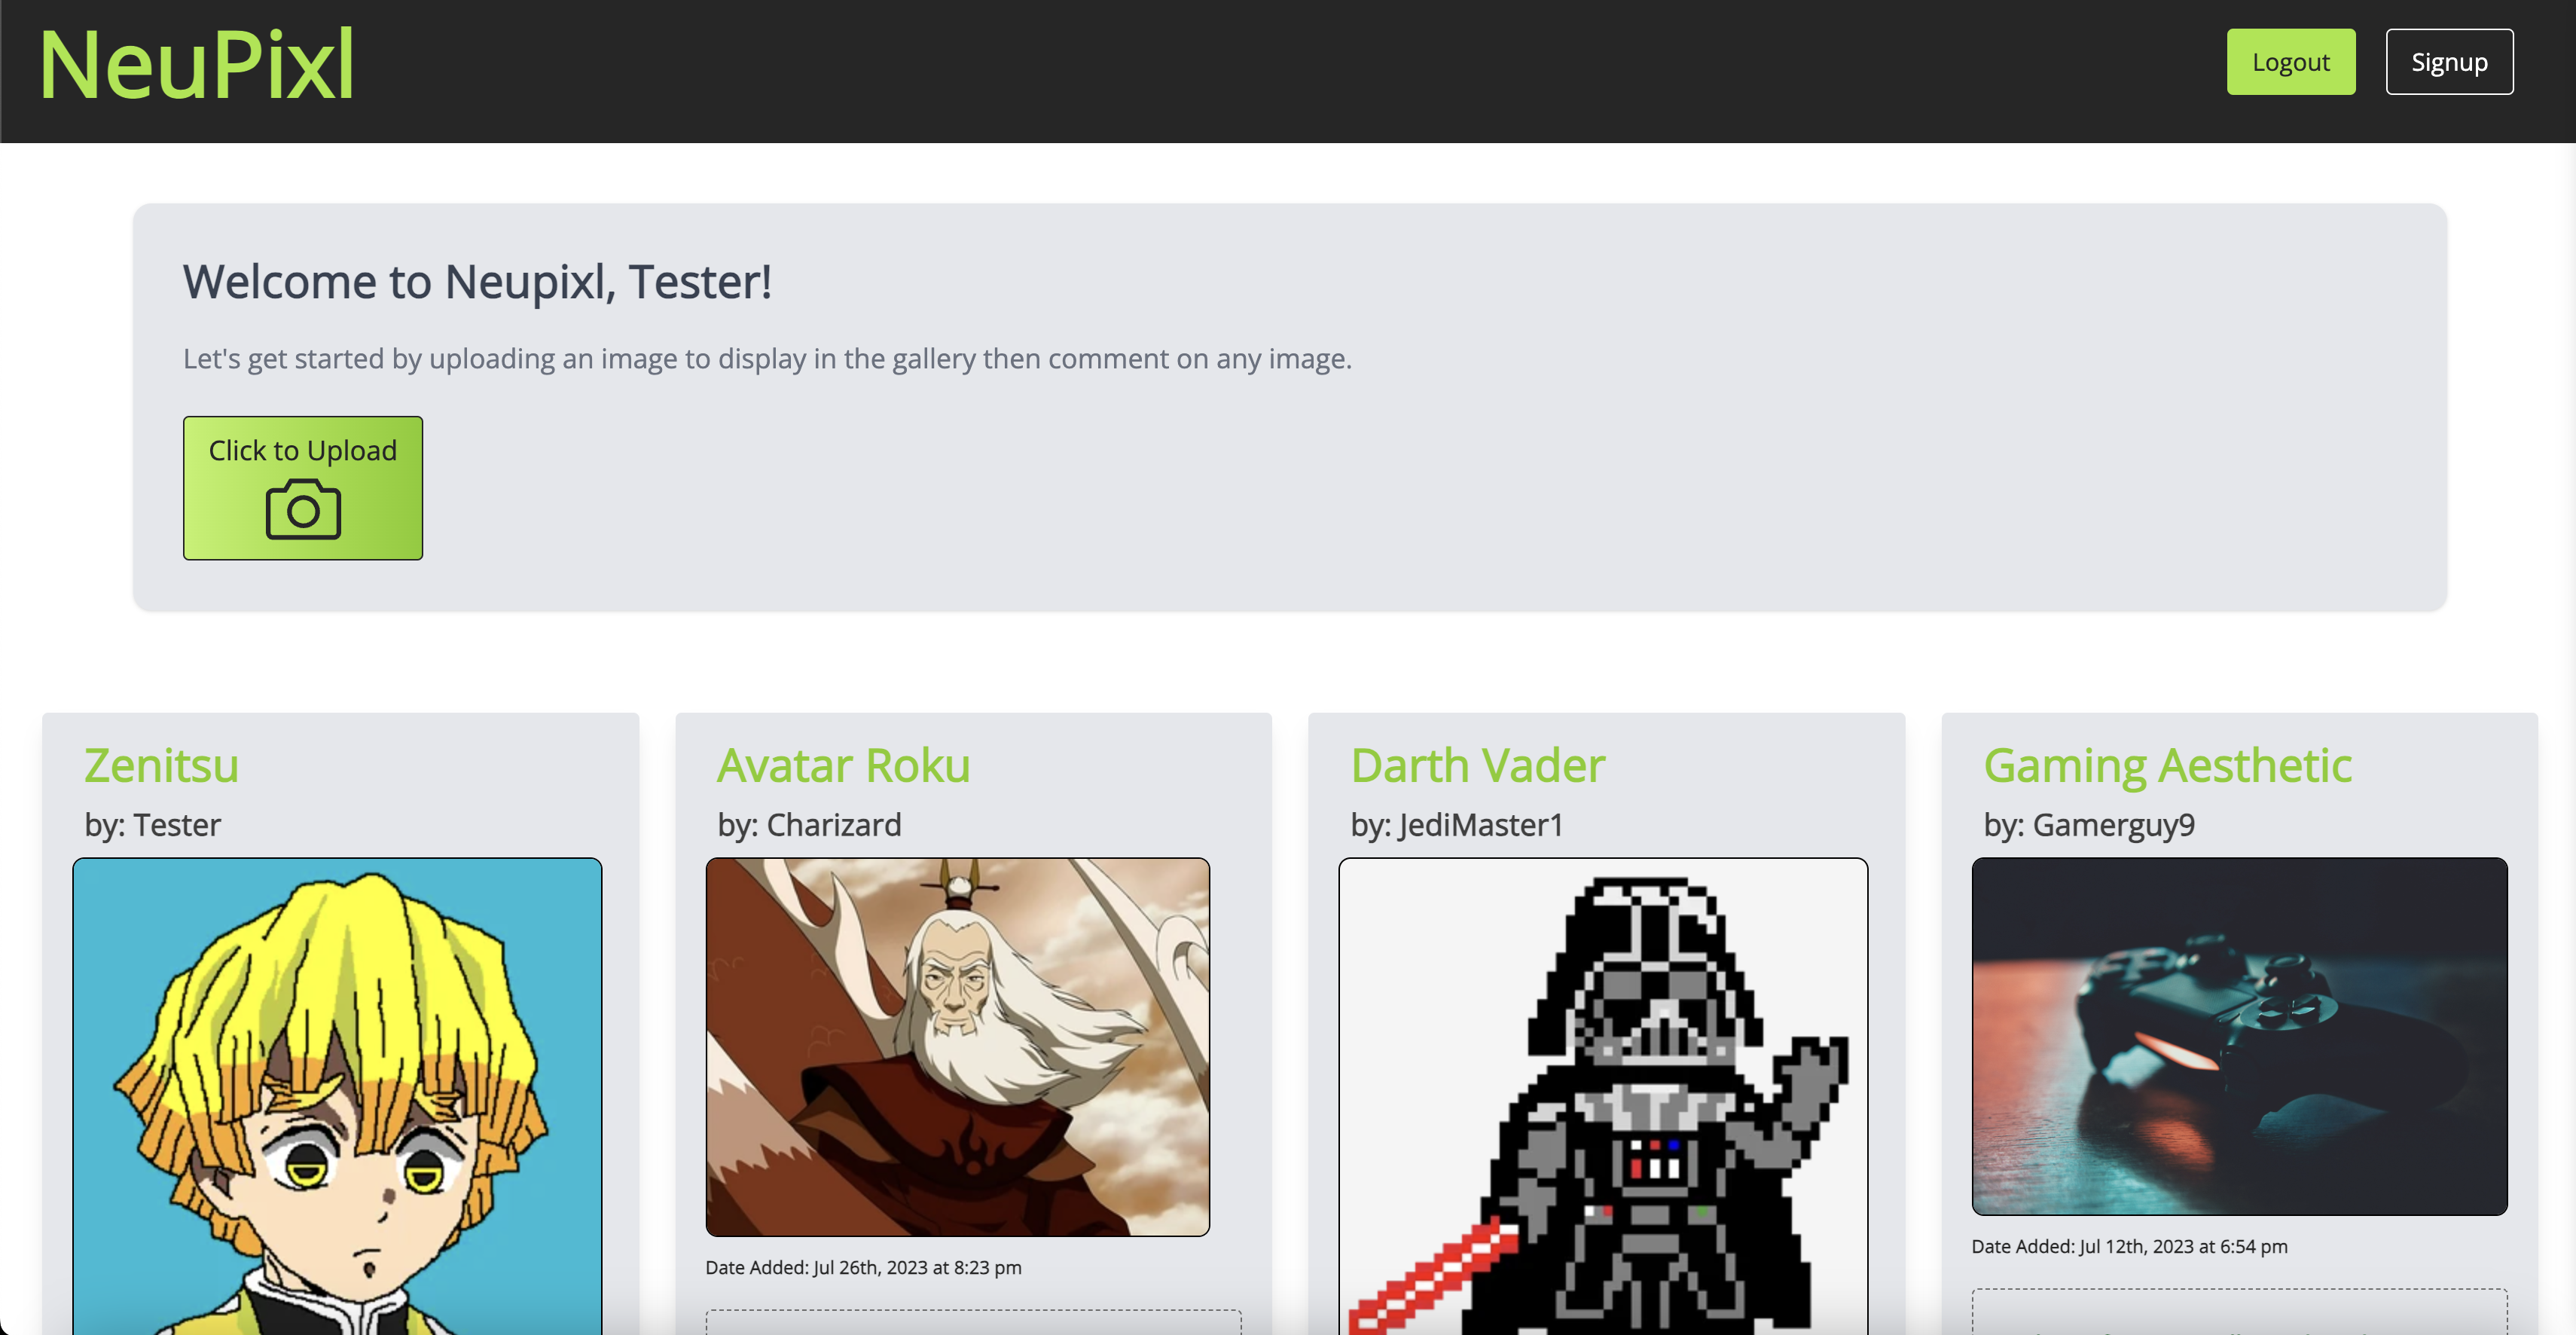 NeuPixl
Logout
Signup
Welcome to Neupixl, Tester!
Let's get started by uploading an image to display in the gallery then comment on any image.
Click to Upload
Zenitsu
by: Tester
Avatar Roku
by: Charizard
Date Added: Jul 26th, 2023 at 8:23 pm
Darth Vader
by: JediMaster1
Gaming Aesthetic
by: Gamerguy9
Date Added: Jul 12th, 2023 at 6:54 pm